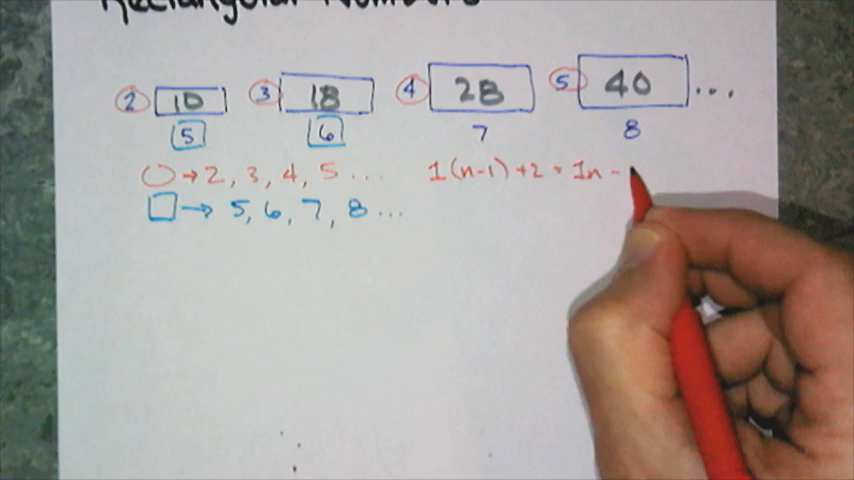 Rectangular Numbers
2 10 3 18 4 28 5 40 ...
5 6 7 8
→ 2, 3, 4, 5 ... 1(n-1) +2 = 1n -
→ 5, 6, 7, 8 ...